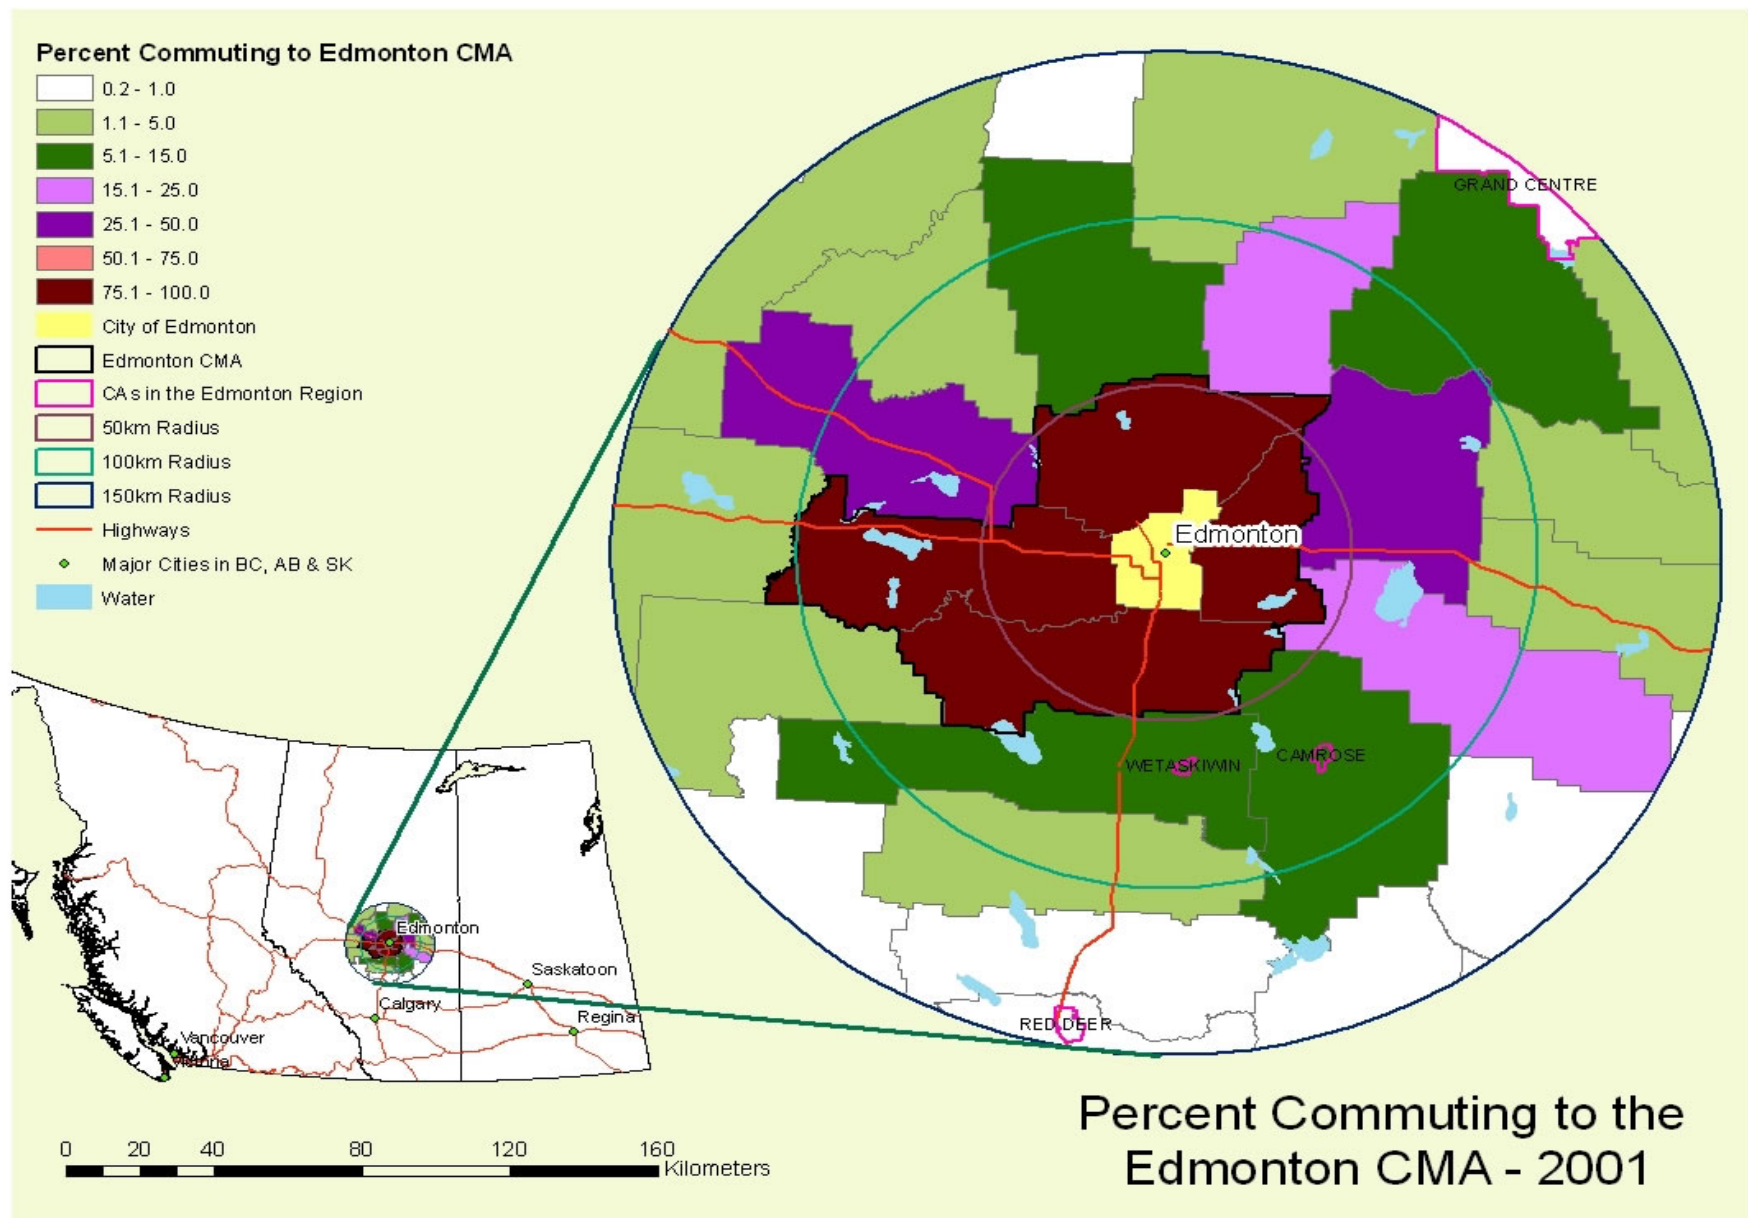 Percent Commuting to Edmonton CMA
0.2 - 1.0
1.1 - 5.0
5.1 - 15.0
15.1 - 25.0
25.1 - 50.0
50.1 - 75.0
75.1 - 100.0
City of Edmonton
Edmonton CMA
CAs in the Edmonton Region
50km Radius
100km Radius
150km Radius
Highways
Major Cities in BC, AB & SK
Water
GRAND CENTRE
Edmonton
WETASKIWIN
CAMROSE
RED DEER
Edmonton
Saskatoon
Calgary
Regina
Vancouver
Victoria
0 20 40 80 120 160
Kilometers
Percent Commuting to the
Edmonton CMA - 2001